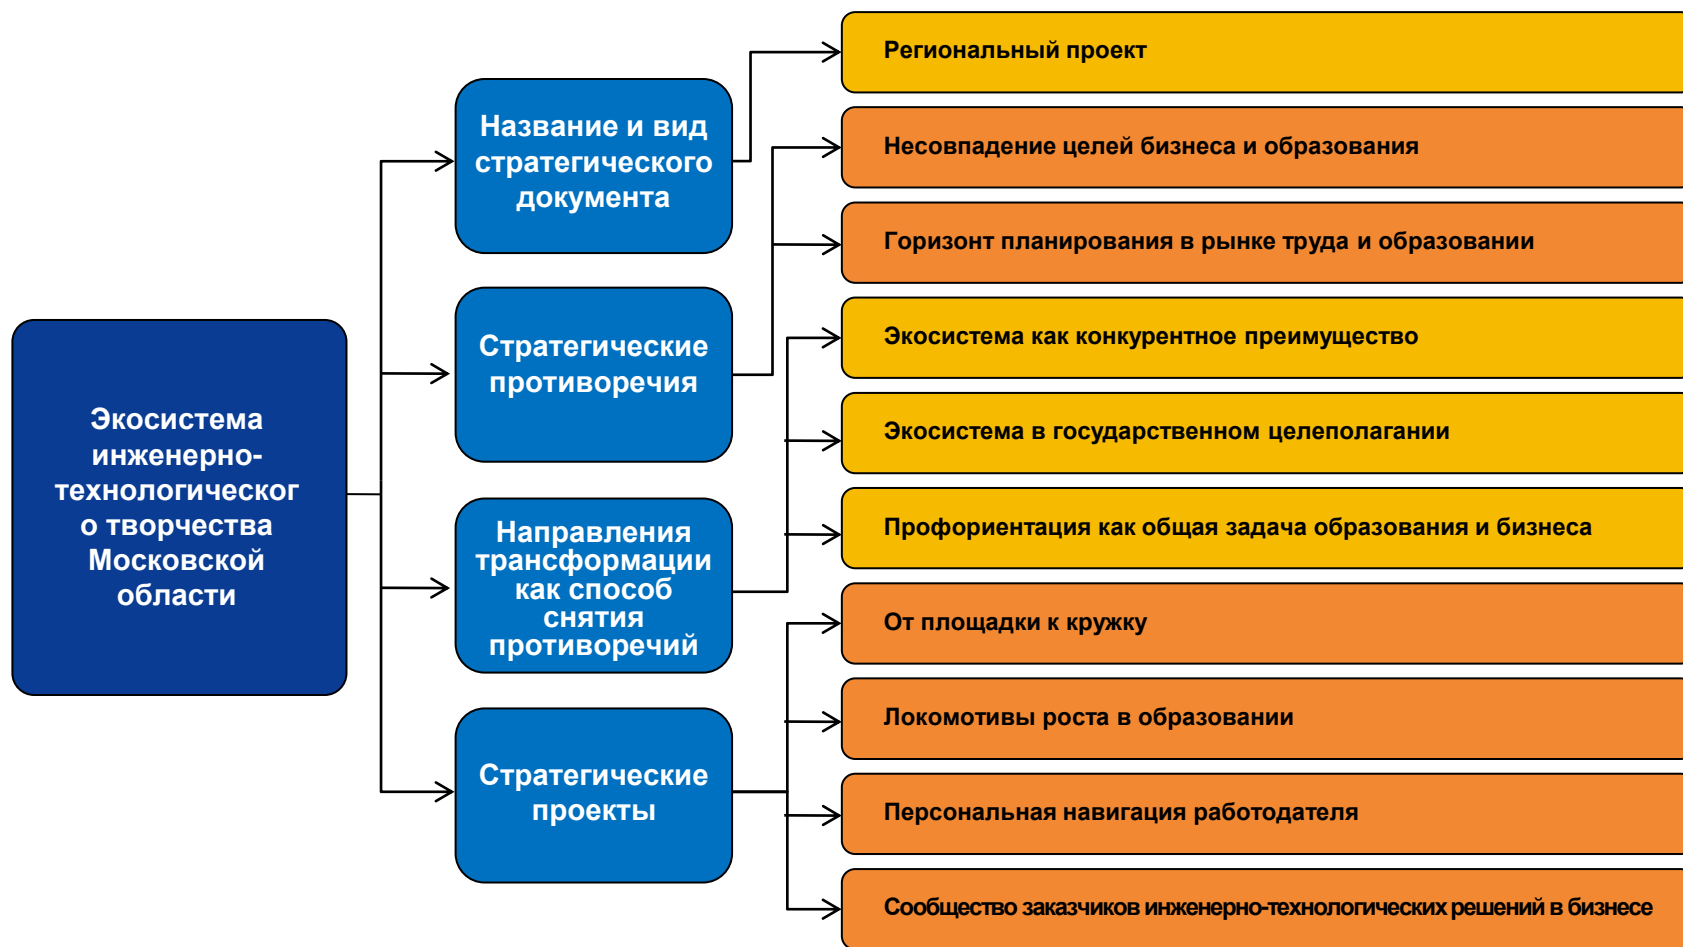 Экосистема
инженерно-
технологическог
о творчества
Московской
области
Название и вид
стратегического
документа
Стратегические
противоречия
Направления
трансформации
как способ
снятия
противоречий
Стратегические
проекты
Региональный проект
Несовпадение целей бизнеса и образования
Горизонт планирования в рынке труда и образовании
Экосистема как конкурентное преимущество
Экосистема в государственном целеполагании
Профориентация как общая задача образования и бизнеса
От площадки к кружку
Локомотивы роста в образовании
Персональная навигация работодателя
Сообщество заказчиков инженерно-технологических решений в бизнесе